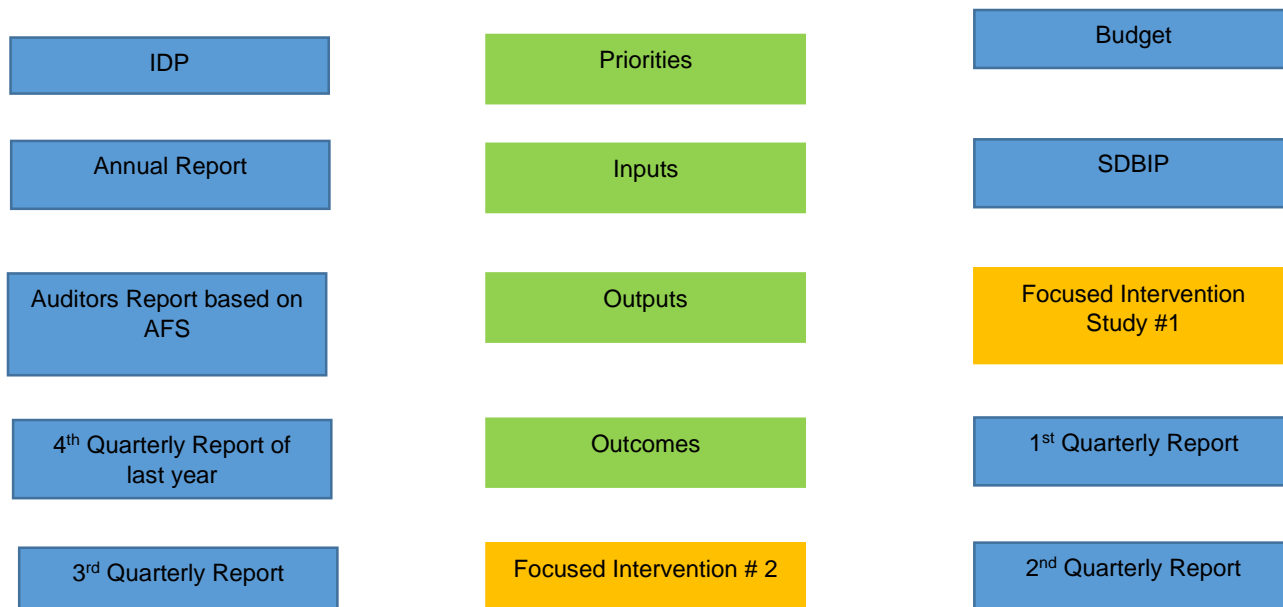 IDP
Priorities
Budget
Annual Report
Inputs
SDBIP
Auditors Report based on
AFS
Outputs
Focused Intervention
Study #1
4th Quarterly Report of
last year
Outcomes
1st Quarterly Report
3rd Quarterly Report
Focused Intervention # 2
2nd Quarterly Report